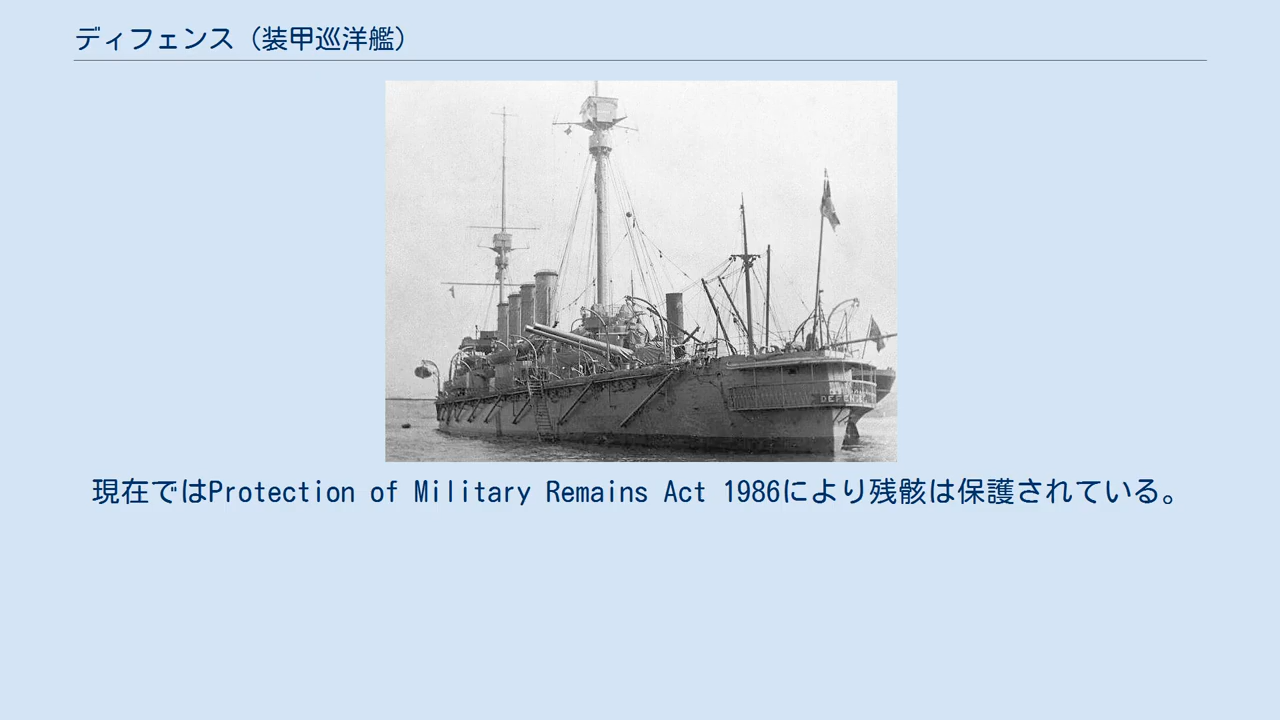 ディフェンス（装甲巡洋艦）
DEFENCE
現在ではProtection of Military Remains Act 1986により残骸は保護されている。